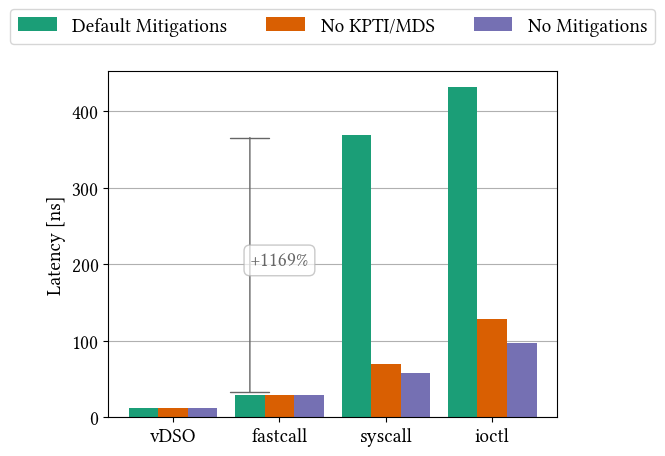 Default Mitigations No KPTI/MDS No Mitigations
Latency [ns]
400
300
200
100
0
+1169%
vDSO fastcall syscall ioctl